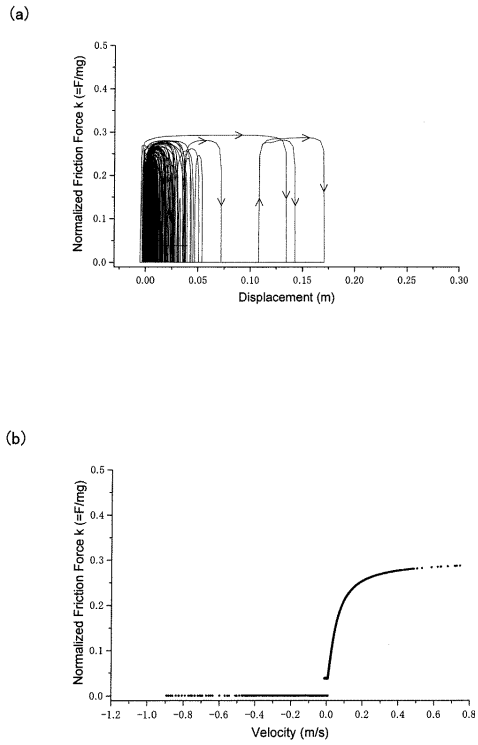 (a)
Normalized Friction Force k (=F/mg)
0.5
0.4
0.3
0.2
0.1
0.0
0.00 0.05 0.10 0.15 0.20 0.25 0.30
Displacement (m)
(b)
Normalized Friction Force k (=F/mg)
0.5
0.4
0.3
0.2
0.1
0.0
-1.2 -1.0 -0.8 -0.6 -0.4 -0.2 0.0 0.2 0.4 0.6 0.8
Velocity (m/s)